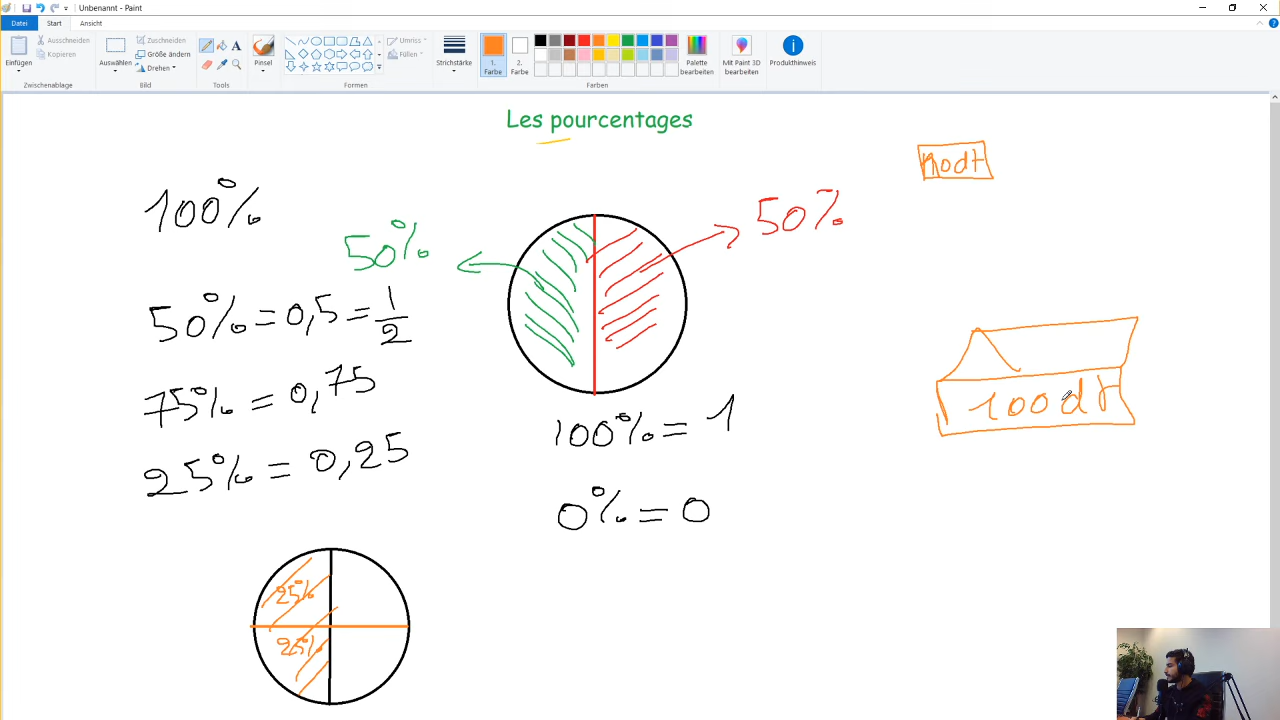 Unbenannt - Paint
Datei Start Ansicht
Einfügen
Ausschneiden
Kopieren
Zwischenablage
Auswählen
Zuschneiden
Größe ändern
Drehen
Bild
A
Tools
Pinsel
Umriss
Füllen
Formen
Strichstärke
1. Farbe
2. Farbe
Farben
Palette bearbeiten
Mit Paint 3D bearbeiten
Produkthinweis
Les pourcentages
100%
50%
50%
50% = 0,5 = 1/2
75% = 0,75
25% = 0,25
100% = 1
0% = 0
25%
25%
100dt